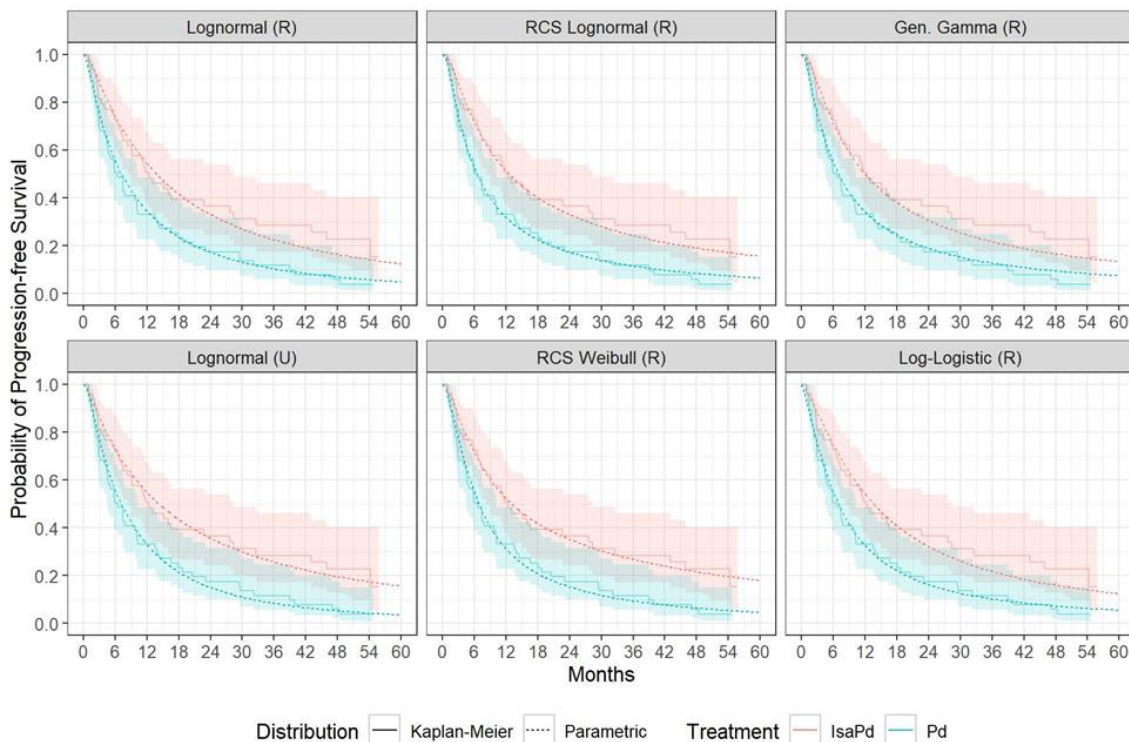 Lognormal (R) RCS Lognormal (R) Gen. Gamma (R)
1.0
0.8
0.6
0.4
0.2
0.0
0 6 12 18 24 30 36 42 48 54 60 0 6 12 18 24 30 36 42 48 54 60 0 6 12 18 24 30 36 42 48 54 60
Probability of Progression-free Survival
Lognormal (U) RCS Weibull (R) Log-Logistic (R)
1.0
0.8
0.6
0.4
0.2
0.0
0 6 12 18 24 30 36 42 48 54 60 0 6 12 18 24 30 36 42 48 54 60 0 6 12 18 24 30 36 42 48 54 60
Months
Distribution Kaplan-Meier Parametric Treatment IsaPd Pd